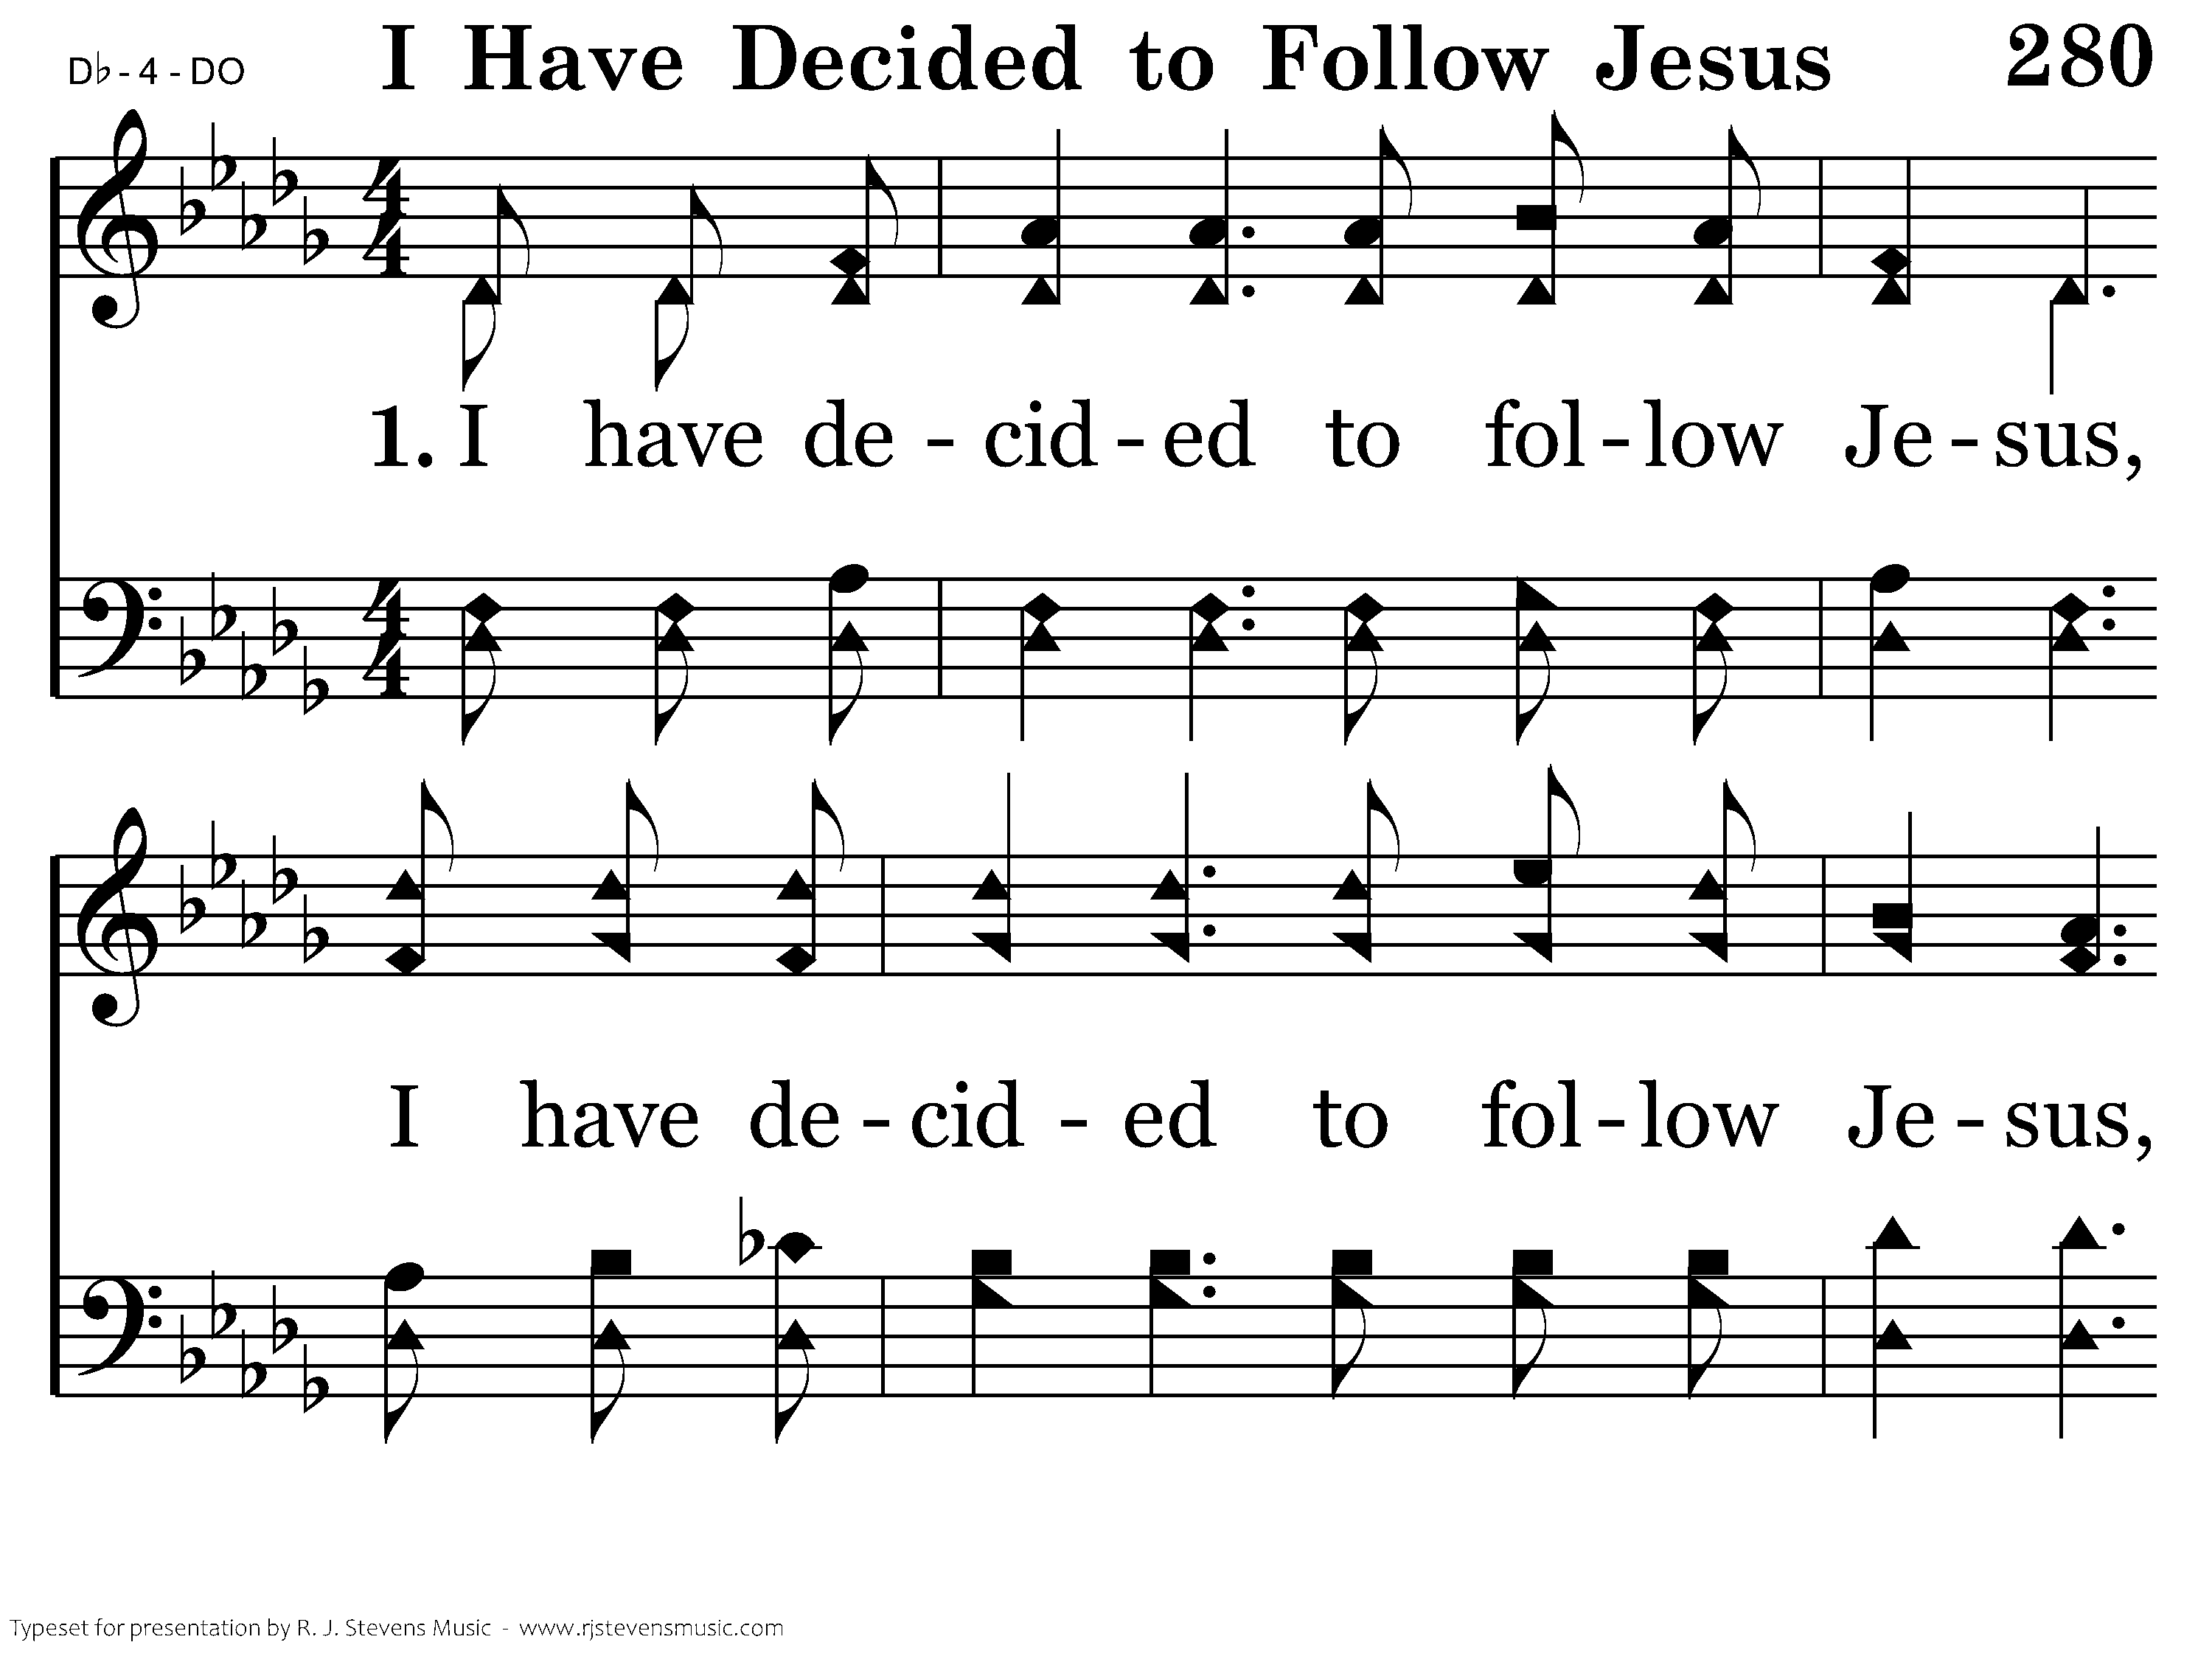 D♭ - 4 - DO I Have Decided to Follow Jesus 280
1. I have de - cid - ed to fol - low Je - sus,
I have de - cid - ed to fol - low Je - sus,
Typeset for presentation by R. J. Stevens Music - www.rjstevensmusic.com